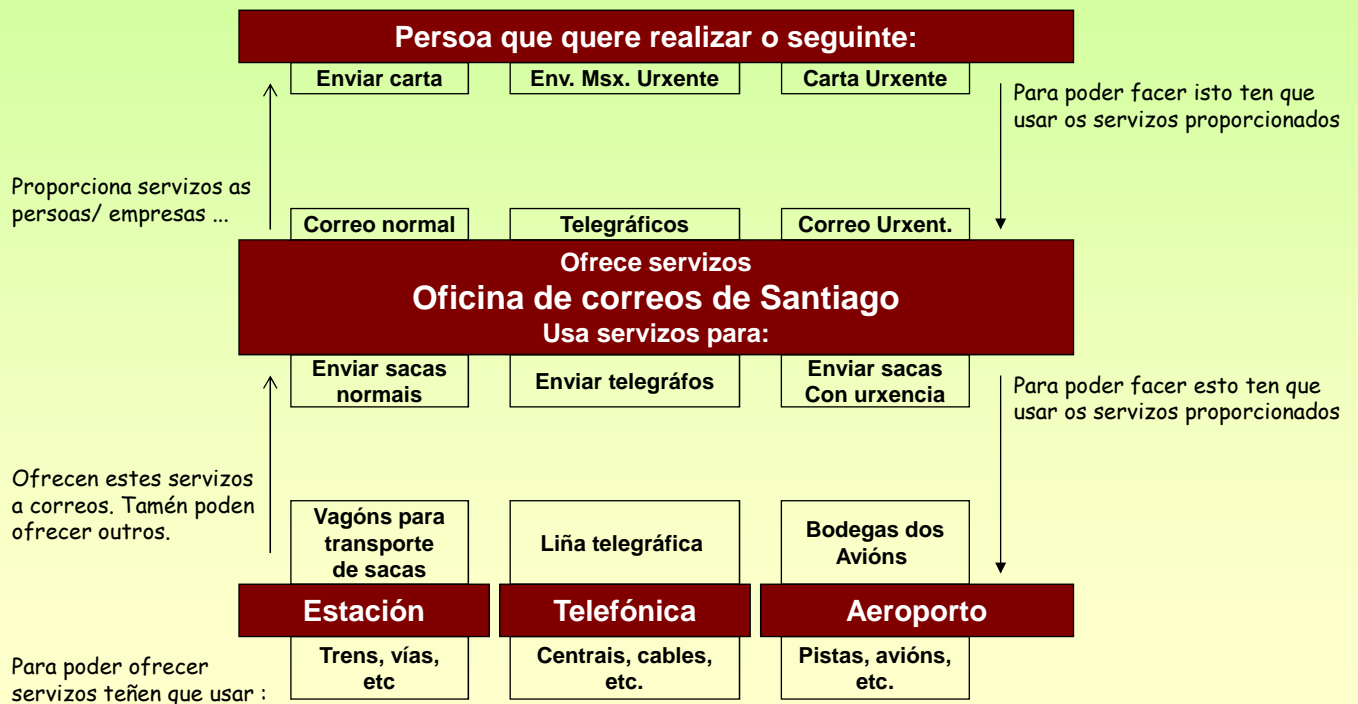 Persoa que quere realizar o seguinte:
Enviar carta
Env. Msx. Urxente
Carta Urxente
Para poder facer isto ten que
usar os servizos proporcionados
Proporciona servizos as
persoas/ empresas ...
Correo normal
Telegráficos
Correo Urxent.
Ofrece servizos
Oficina de correos de Santiago
Usa servizos para:
Enviar sacas
normais
Enviar telegráfos
Enviar sacas
Con urxencia
Para poder facer esto ten que
usar os servizos proporcionados
Ofrecen estes servizos
a correos. Tamén poden
ofrecer outros.
Vagóns para
transporte
de sacas
Liña telegráfica
Bodegas dos
Avións
Estación
Telefónica
Aeroporto
Para poder ofrecer
servizos teñen que usar :
Trens, vías,
etc
Centrais, cables,
etc.
Pistas, avións,
etc.